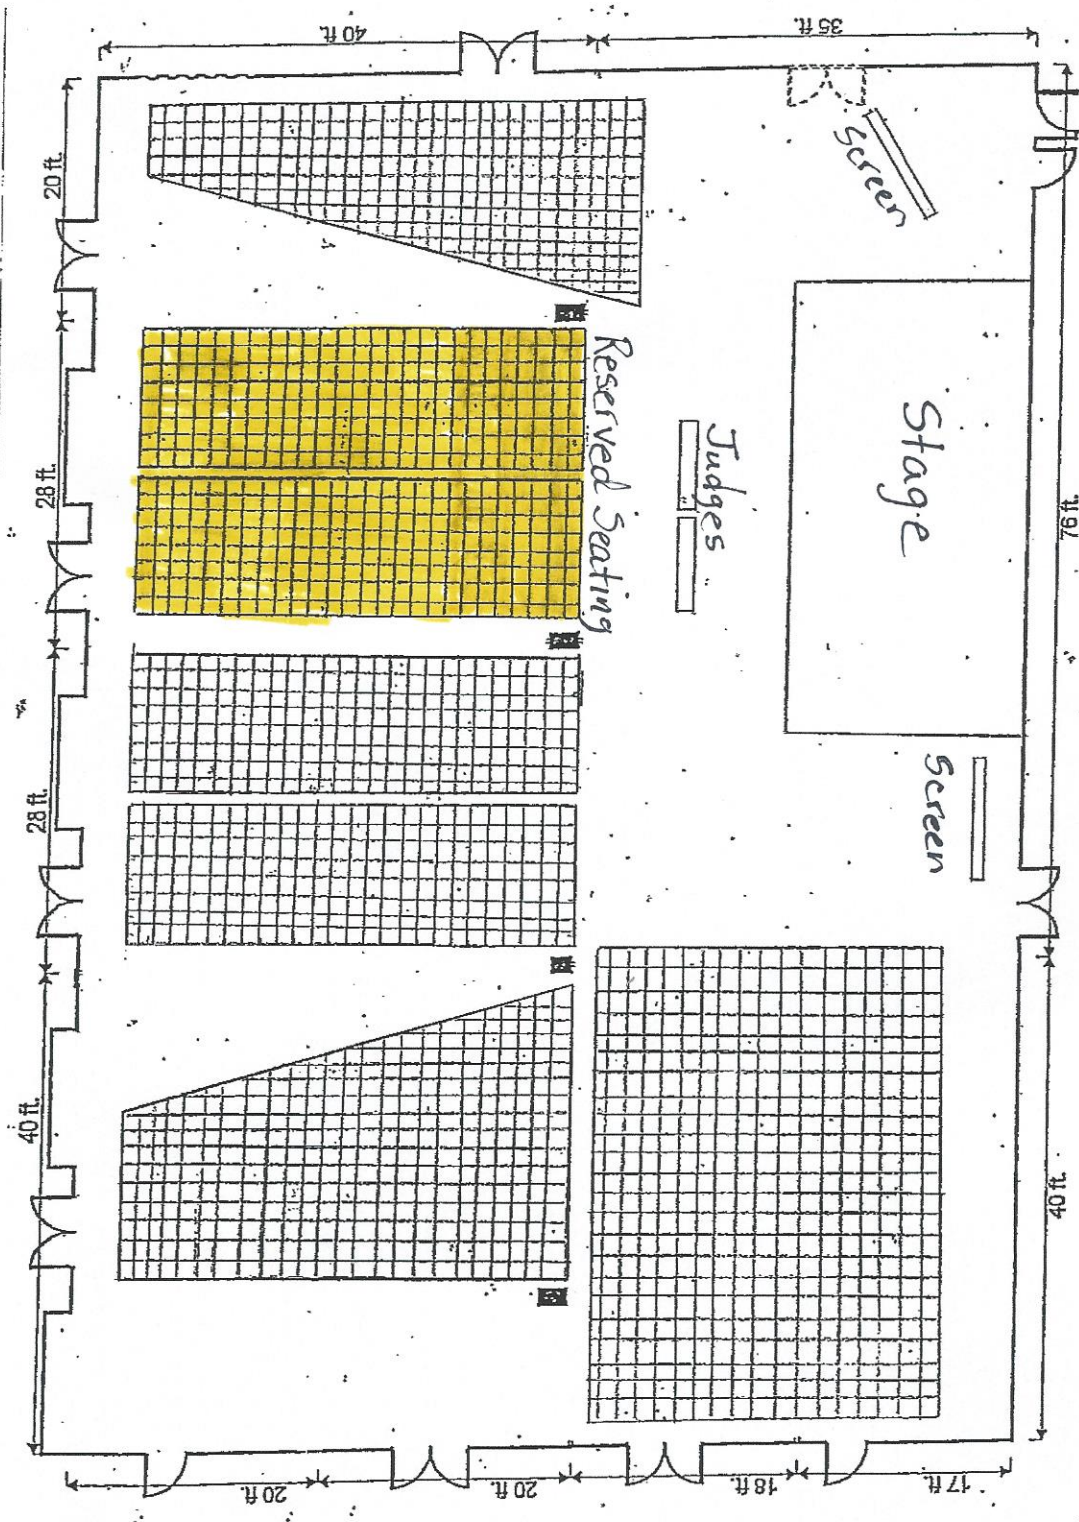 40 ft.
35 ft.
20 ft.
Screen
Reserved Seating
Judges
Stage
76 ft.
28 ft.
28 ft.
Screen
40 ft.
40 ft.
20 ft.
20 ft.
18 ft.
17 ft.